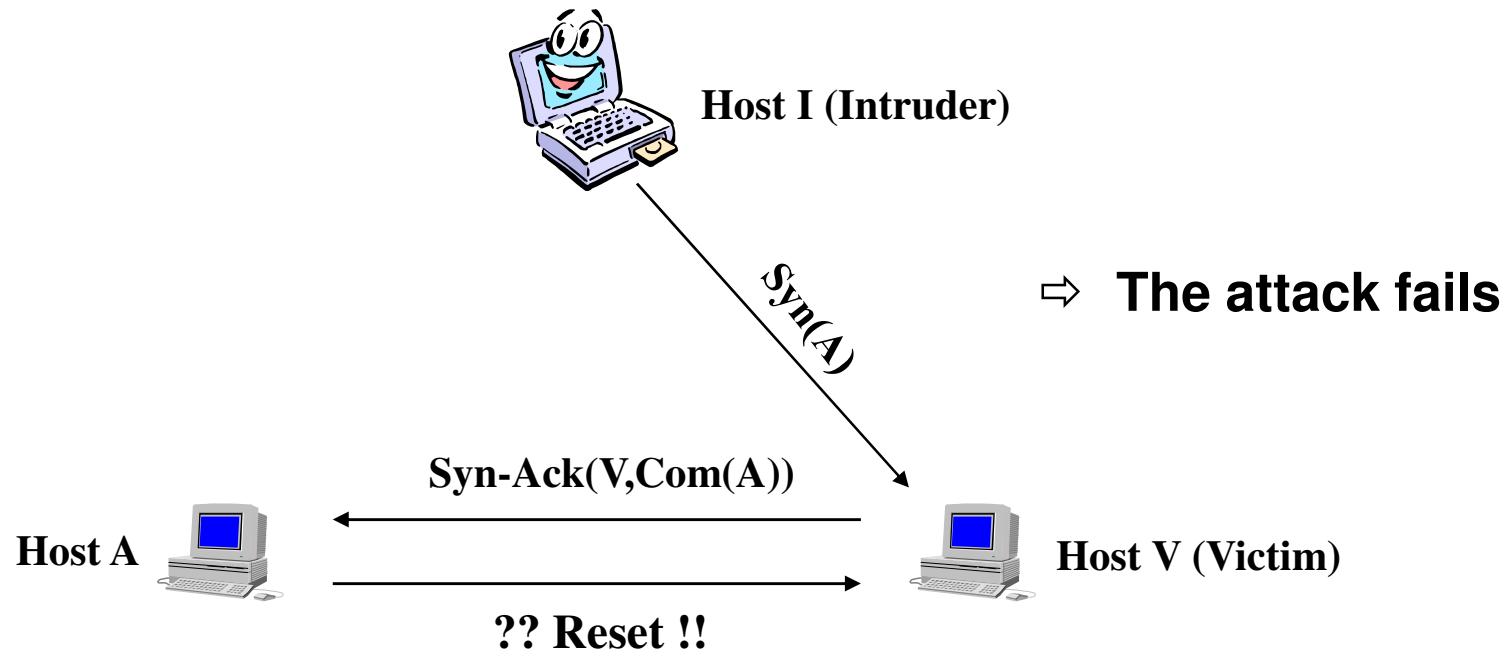 Host I (Intruder)
Syn(A)
⇨ The attack fails
Syn-Ack(V,Com(A))
Host A
Host V (Victim)
?? Reset !!